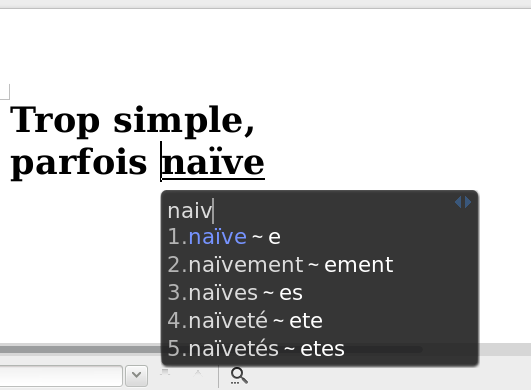 Trop simple,
parfois naïve
naiv
1.naïve ~ e
2.naïvement ~ ement
3.naïves ~ es
4.naïveté ~ ete
5.naïvetés ~ etes